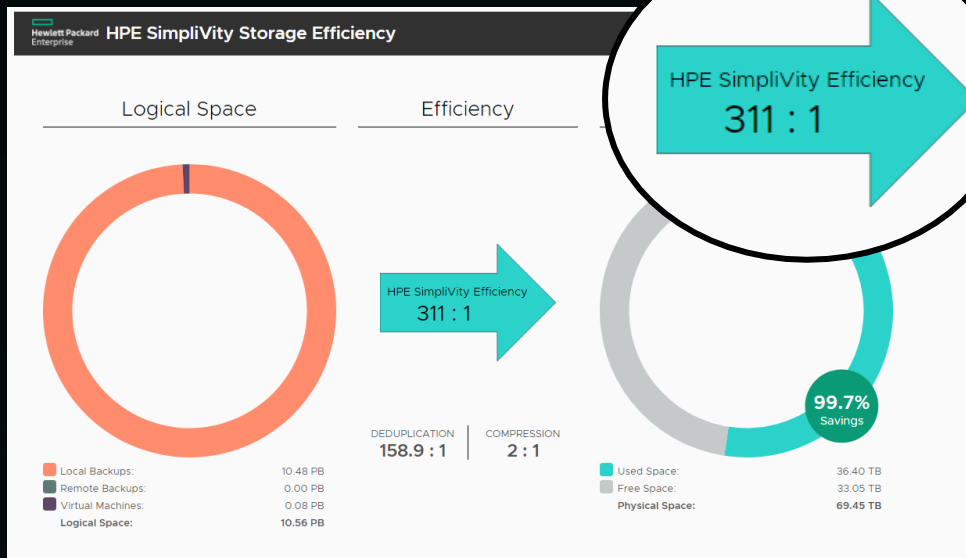 Hewlett Packard
Enterprise
HPE SimpliVity Storage Efficiency
HPE SimpliVity Efficiency
311 : 1
Logical Space
Efficiency
HPE SimpliVity Efficiency
311 : 1
99.7%
Savings
DEDUPLICATION
158.9 : 1
COMPRESSION
2 : 1
Local Backups: 10.48 PB
Remote Backups: 0.00 PB
Virtual Machines: 0.08 PB
Logical Space: 10.56 PB
Used Space: 36.40 TB
Free Space: 33.05 TB
Physical Space: 69.45 TB